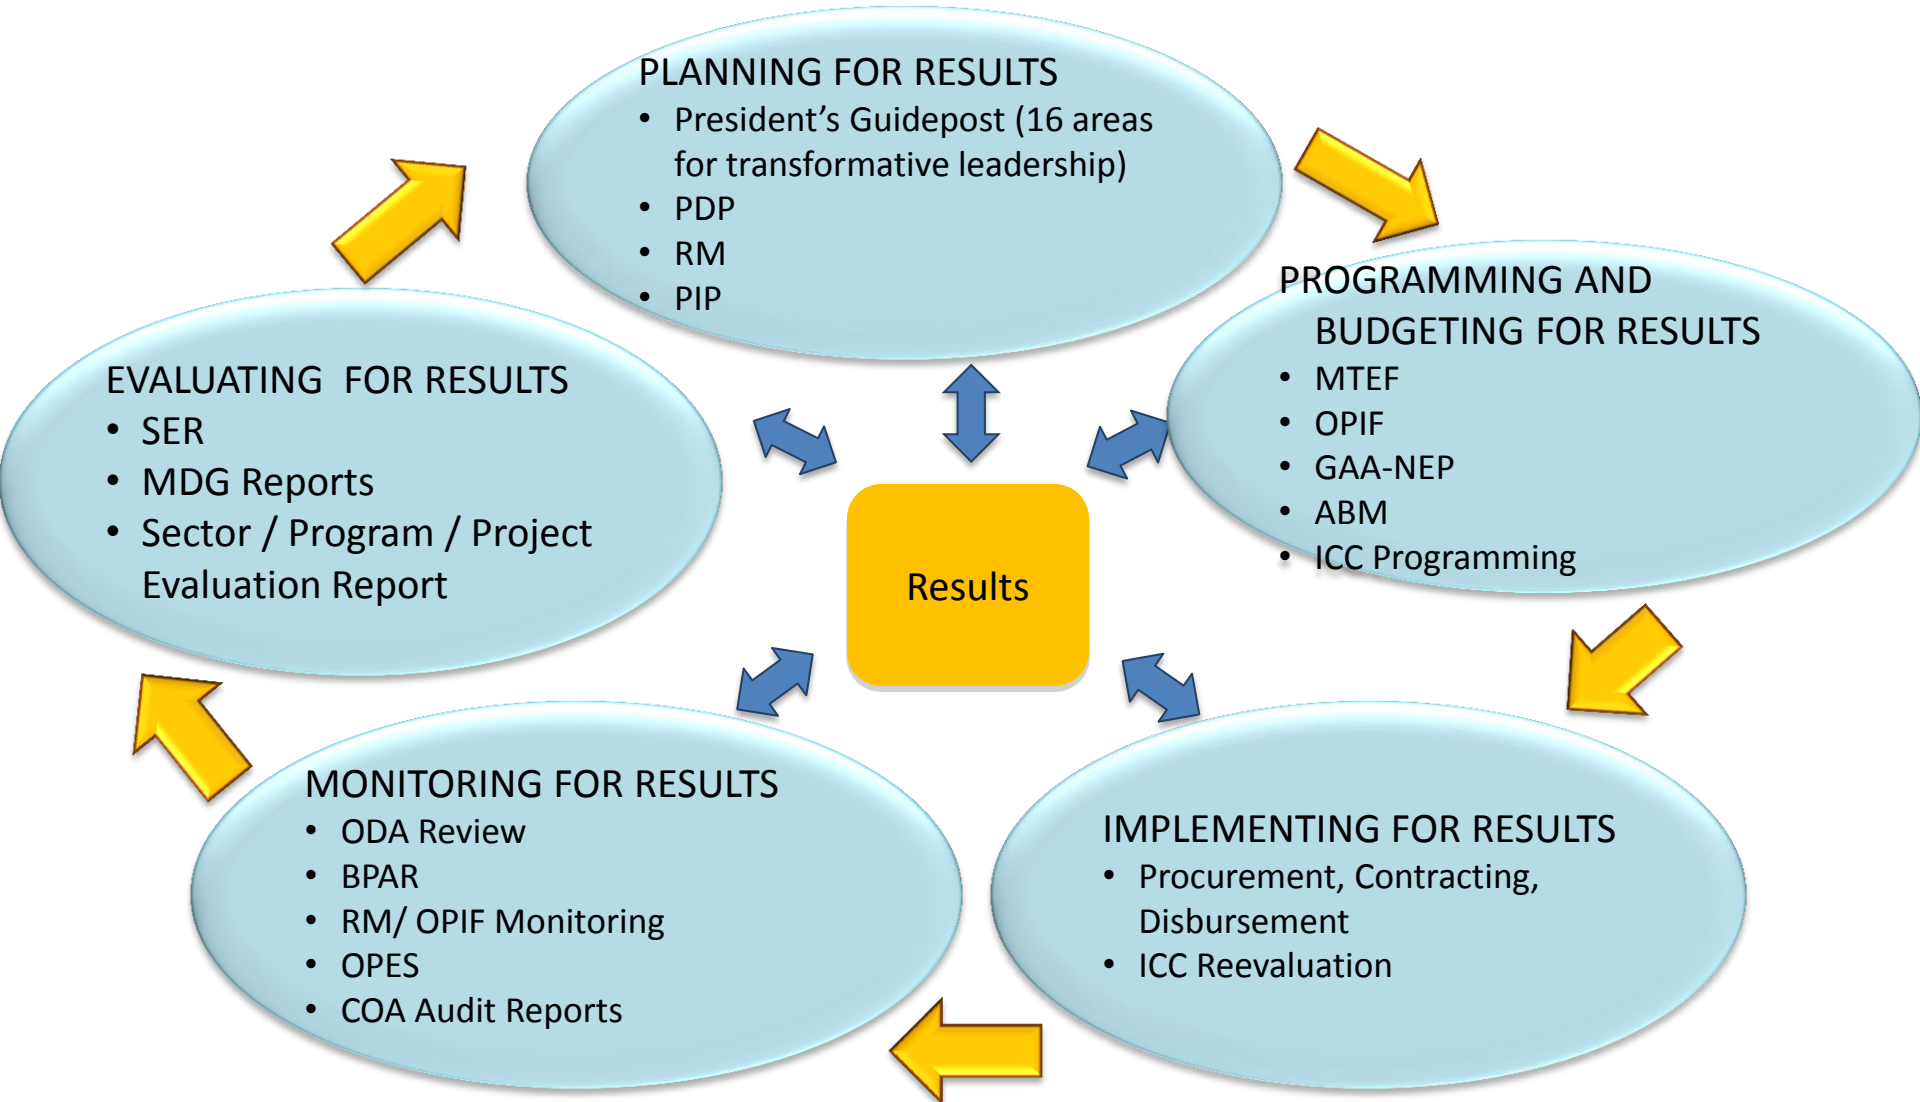 PLANNING FOR RESULTS
• President’s Guidepost (16 areas
for transformative leadership)
• PDP
• RM
• PIP
PROGRAMMING AND
BUDGETING FOR RESULTS
• MTEF
• OPIF
• GAA-NEP
• ABM
• ICC Programming
EVALUATING  FOR RESULTS
• SER
• MDG Reports
• Sector / Program / Project
Evaluation Report
Results
MONITORING FOR RESULTS
• ODA Review
• BPAR
• RM/ OPIF Monitoring
• OPES
• COA Audit Reports
IMPLEMENTING FOR RESULTS
• Procurement, Contracting,
Disbursement
• ICC Reevaluation